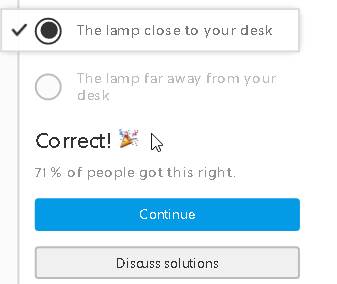 The lamp close to your desk
The lamp far away from your
desk
Correct! 🎉
71% of people got this right.
Continue
Discuss solutions